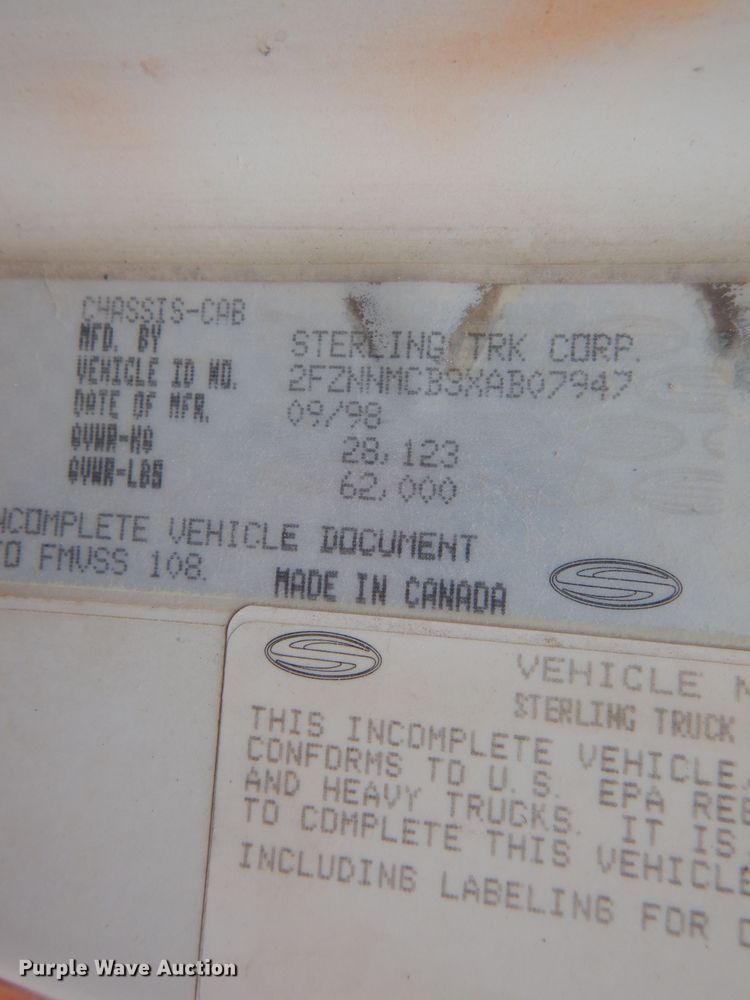 CHASSIS-CAB
MFD. BY STERLING TRK CORP.
VEHICLE ID NO. 2FZNNMCB3XAB07947
DATE OF MFR. 09/98
GVWR-KG 28,123
GVWR-LBS 62,000
NCOMPLETE VEHICLE DOCUMENT
TO FMVSS 108.
MADE IN CANADA
VEHICLE
STERLING TRUCK
THIS INCOMPLETE VEHICLE
CONFORMS TO U.S. EPA REG
AND HEAVY TRUCKS. IT IS
TO COMPLETE THIS VEHICLE
INCLUDING LABELING FOR
Purple Wave Auction